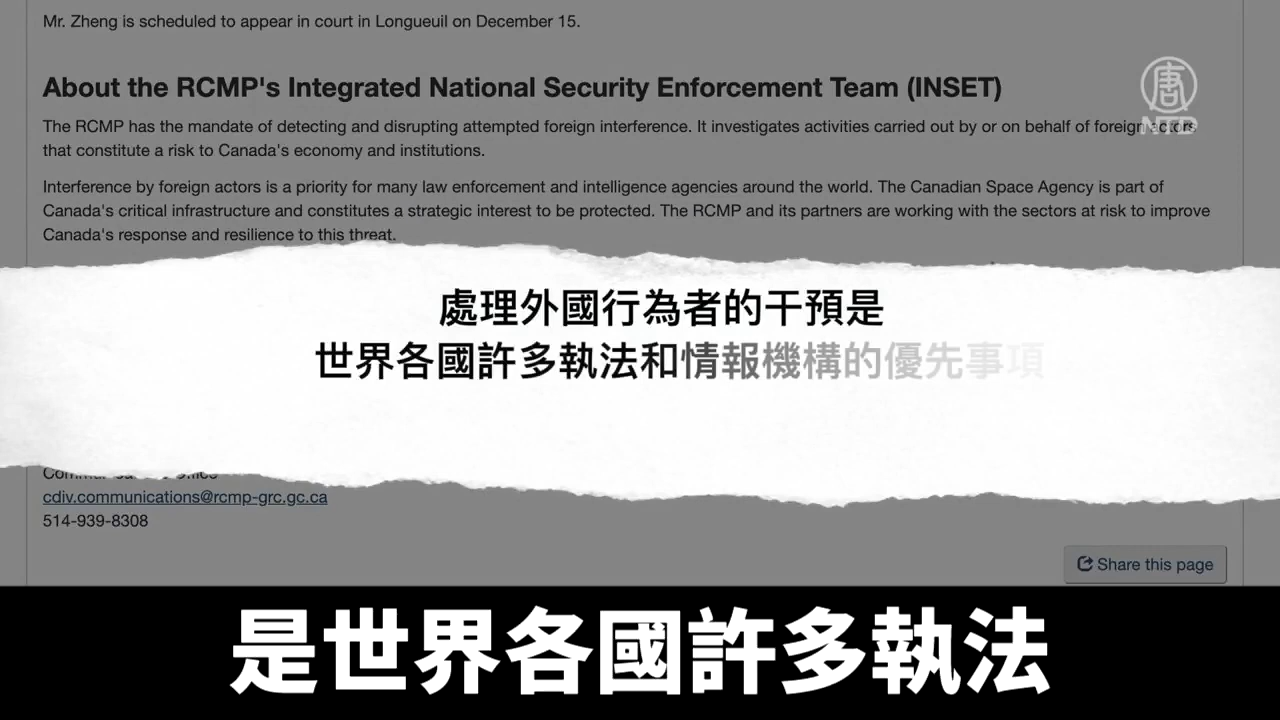 Mr. Zheng is scheduled to appear in court in Longueuil on December 15.
About the RCMP's Integrated National Security Enforcement Team (INSET)
唐
NTD
The RCMP has the mandate of detecting and disrupting attempted foreign interference. It investigates activities carried out by or on behalf of foreign actors
that constitute a risk to Canada's economy and institutions.
Interference by foreign actors is a priority for many law enforcement and intelligence agencies around the world. The Canadian Space Agency is part of
Canada's critical infrastructure and constitutes a strategic interest to be protected. The RCMP and its partners are working with the sectors at risk to improve
Canada's response and resilience to this threat.
處理外國行為者的干預是
世界各國許多執法和情報機構的優先事項
cdiv.communications@rcmp-grc.gc.ca
514-939-8308
Share this page
是世界各國許多執法